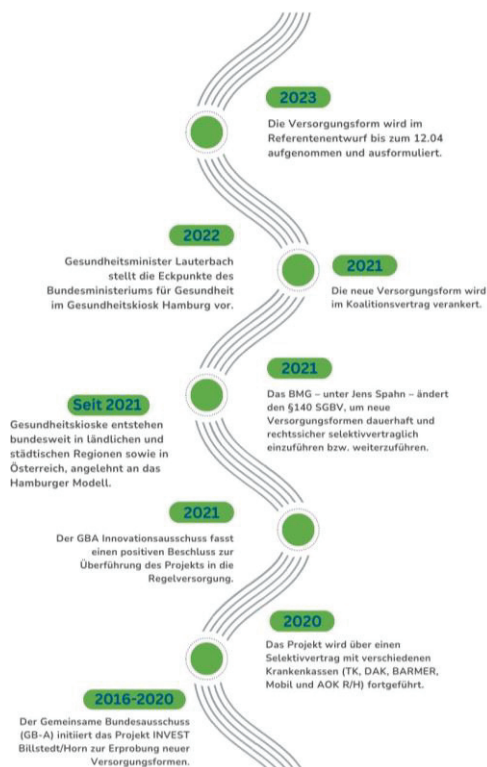 2023
Die Versorgungsform wird im
Referentenentwurf bis zum 12.04
aufgenommen und ausformuliert.
2022
Gesundheitsminister Lauterbach
stellt die Eckpunkte des
Bundesministeriums für Gesundheit
im Gesundheitskiosk Hamburg vor.
2021
Die neue Versorgungsform wird
im Koalitionsvertrag verankert.
2021
Das BMG – unter Jens Spahn – ändert
den §140 SGBV, um neue
Versorgungsformen dauerhaft und
rechtssicher selektivvertraglich
einzuführen bzw. weiterzuführen.
Seit 2021
Gesundheitskioske entstehen
bundesweit in ländlichen und
städtischen Regionen sowie in
Österreich, angelehnt an das
Hamburger Modell.
2021
Der GBA Innovationsausschuss fasst
einen positiven Beschluss zur
Überführung des Projekts in die
Regelversorgung.
2020
Das Projekt wird über einen
Selektivvertrag mit verschiedenen
Krankenkassen (TK, DAK, BARMER,
Mobil und AOK R/H) fortgeführt.
2016-2020
Der Gemeinsame Bundesausschuss
(GB-A) initiiert das Projekt INVEST
Billstedt/Horn zur Erprobung neuer
Versorgungsformen.